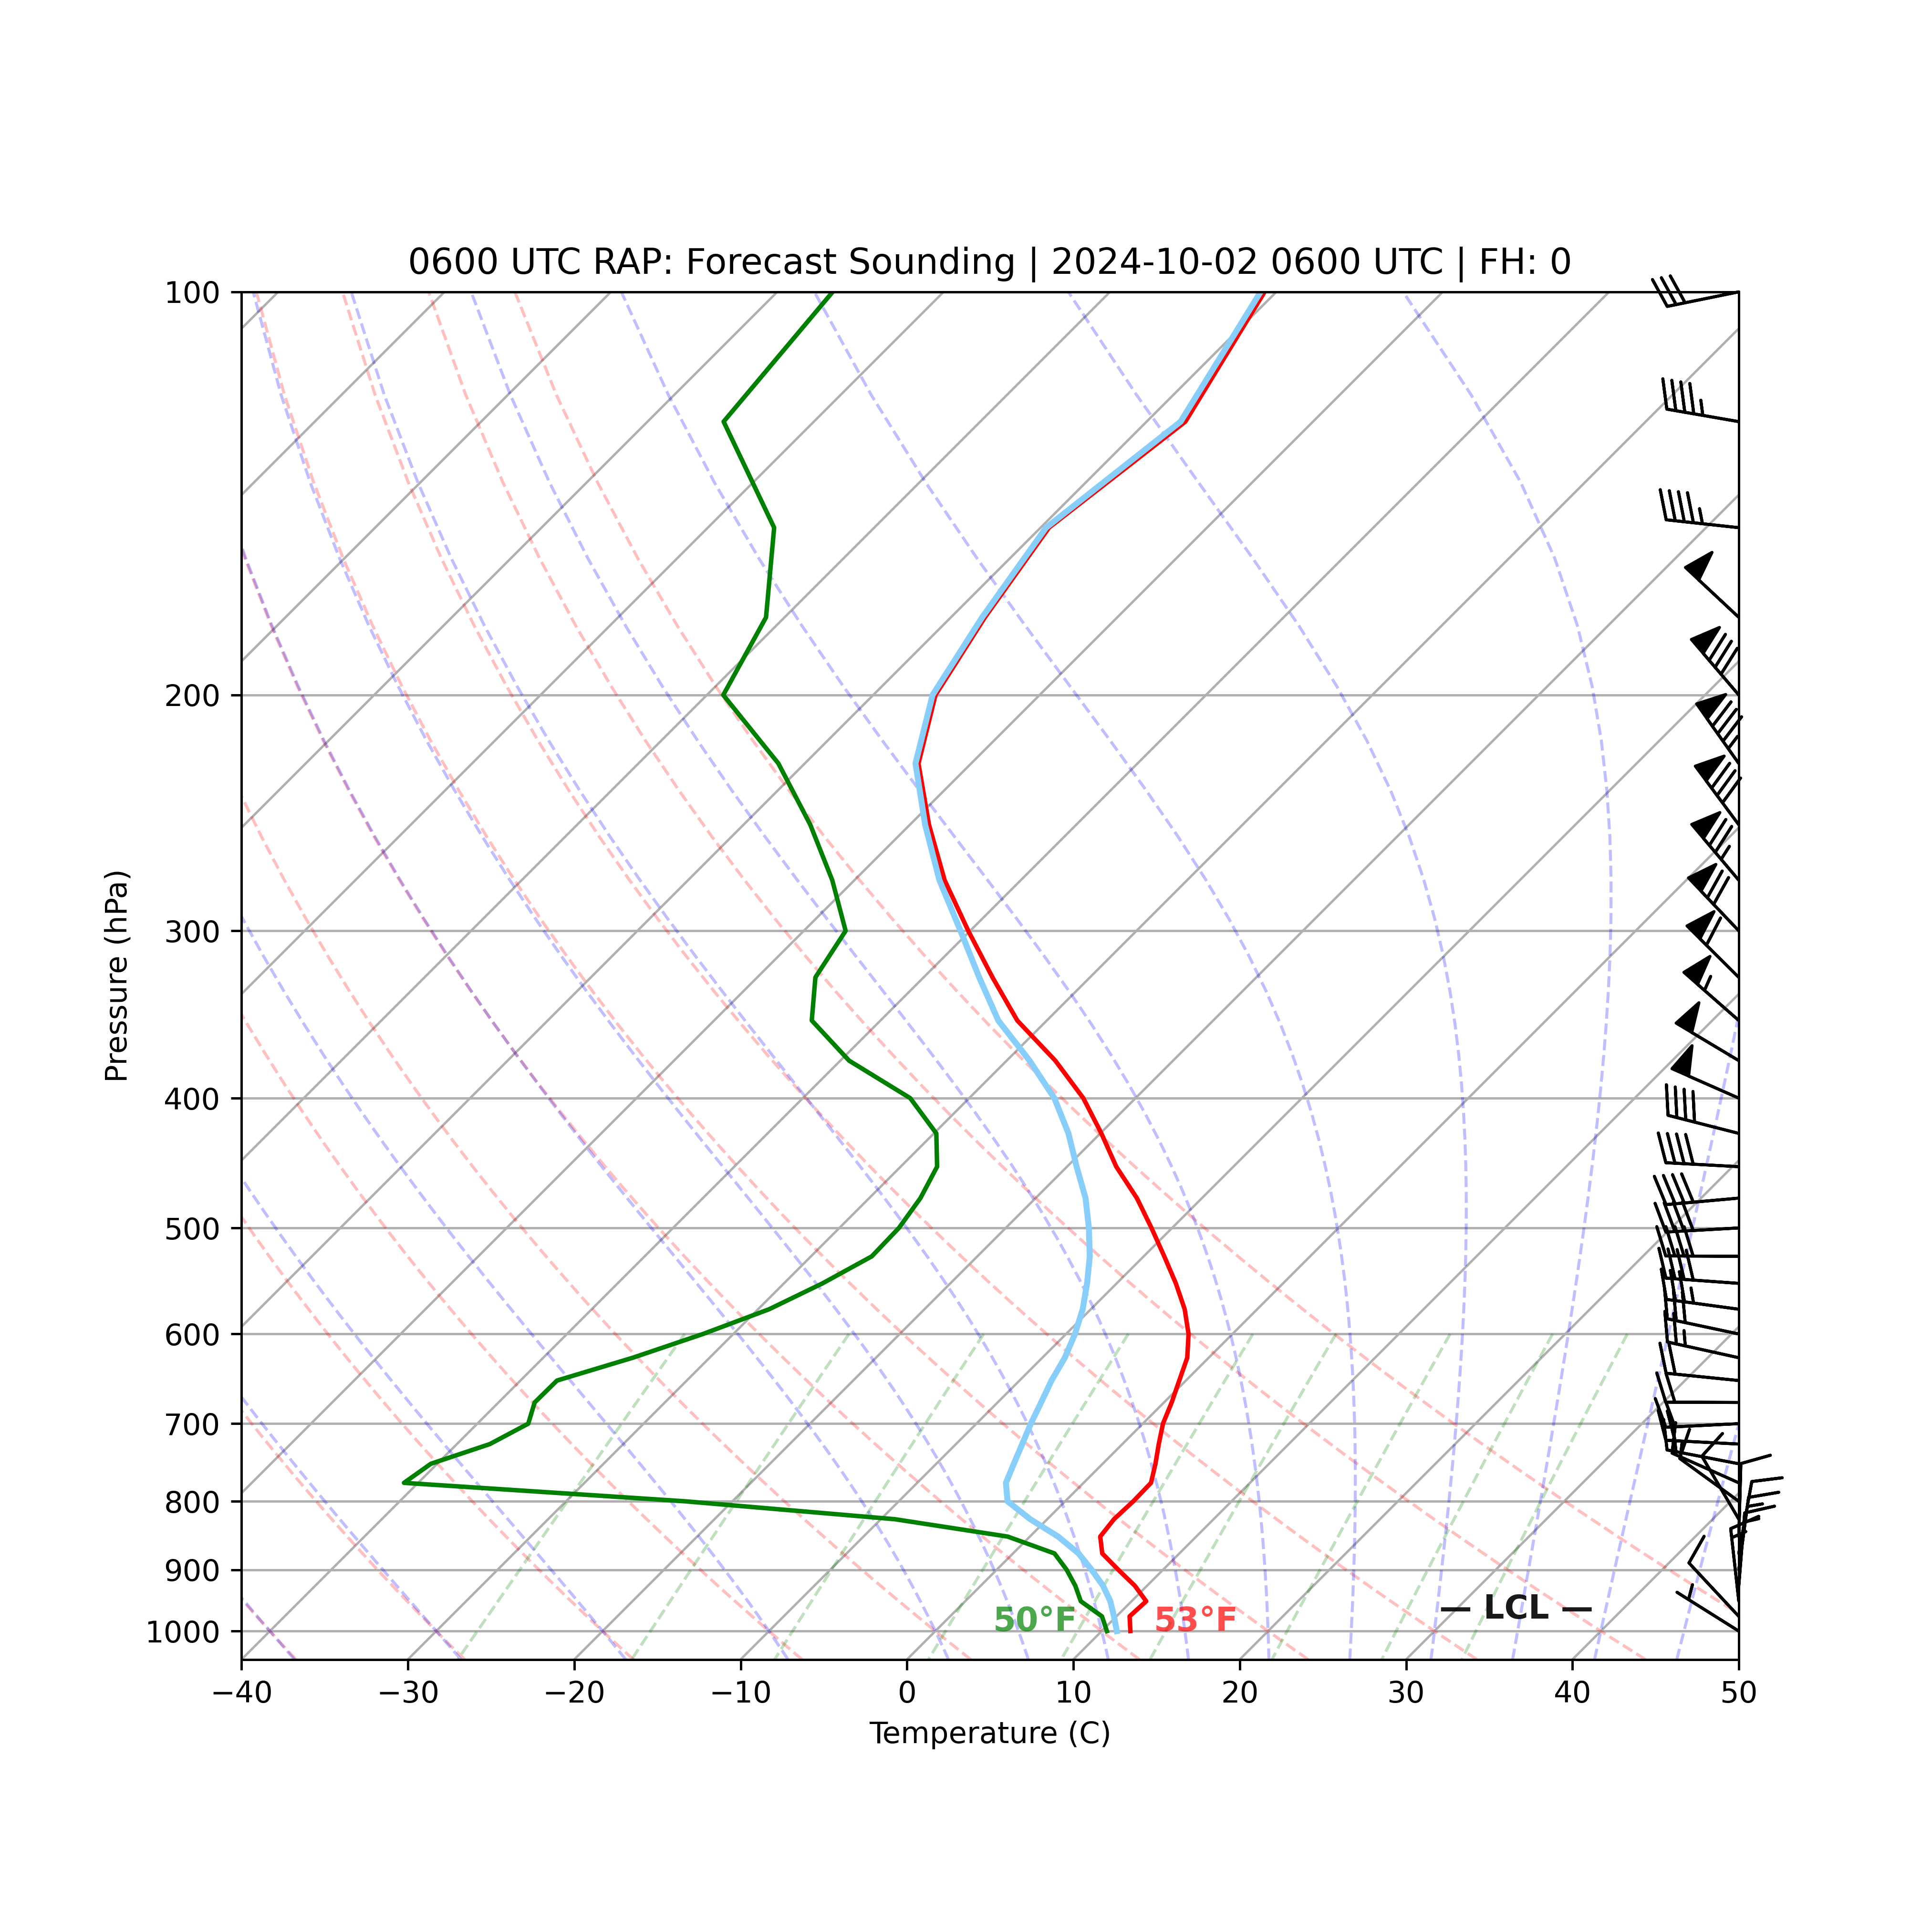 0600 UTC RAP: Forecast Sounding | 2024-10-02 0600 UTC | FH: 0
100
200
300
400
500
600
700
800
900
1000
Pressure (hPa)
50°F 53°F — LCL —
−40 −30 −20 −10 0 10 20 30 40 50
Temperature (C)